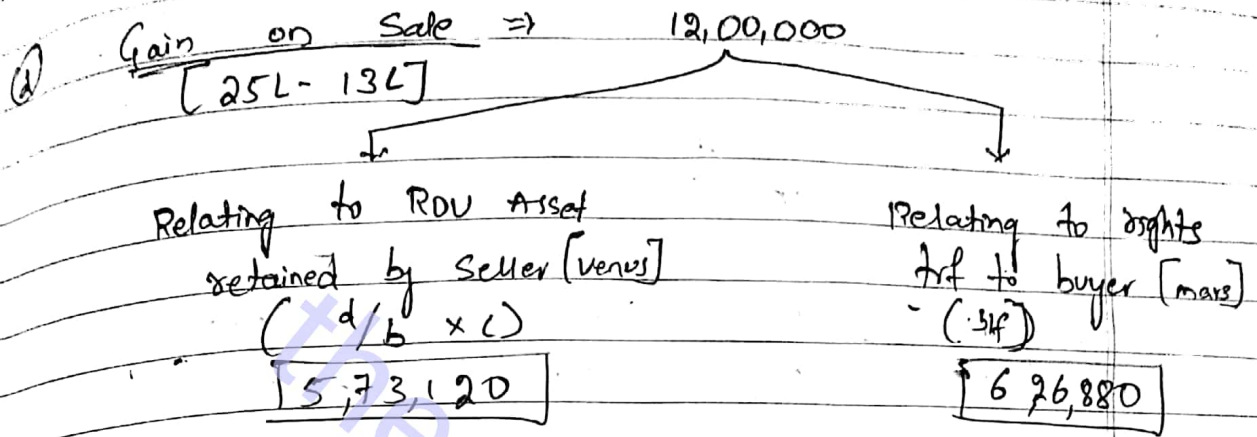 (d) Gain on Sale => 12,00,000
[25L - 13L]
Relating to ROU Asset
retained by Seller [Venus]
(d/b x c)
5,73,120
Relating to rights
trf to buyer [mars]
(b/f)
6 26,880
the